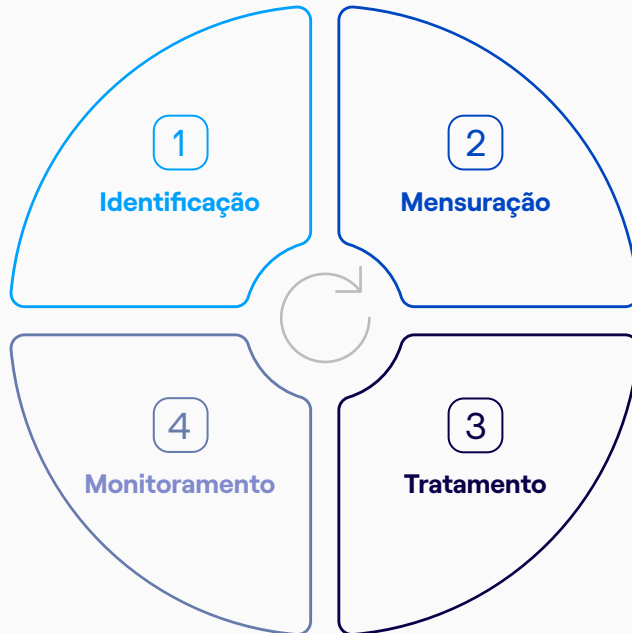 1
Identificação
2
Mensuração
3
Tratamento
4
Monitoramento